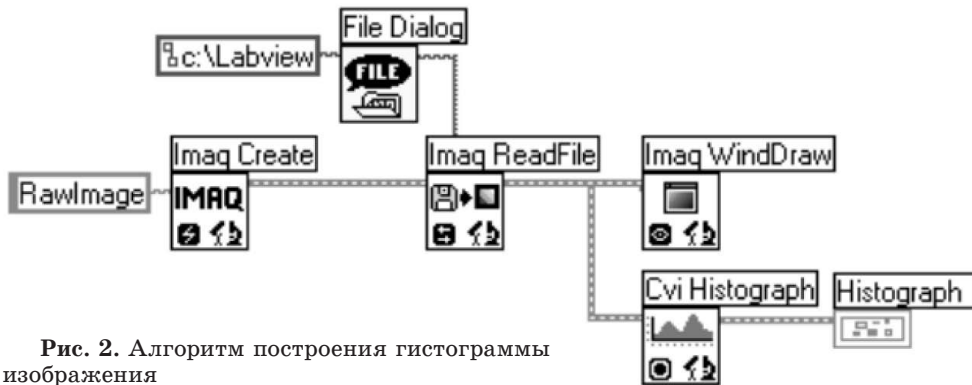 File Dialog
c:\Labview
FILE
Imaq Create
Imaq ReadFile
Imaq WindDraw
RawImage
IMAQ
Cvi Histograph
Histograph
Рис. 2. Алгоритм построения гистограммы
изображения